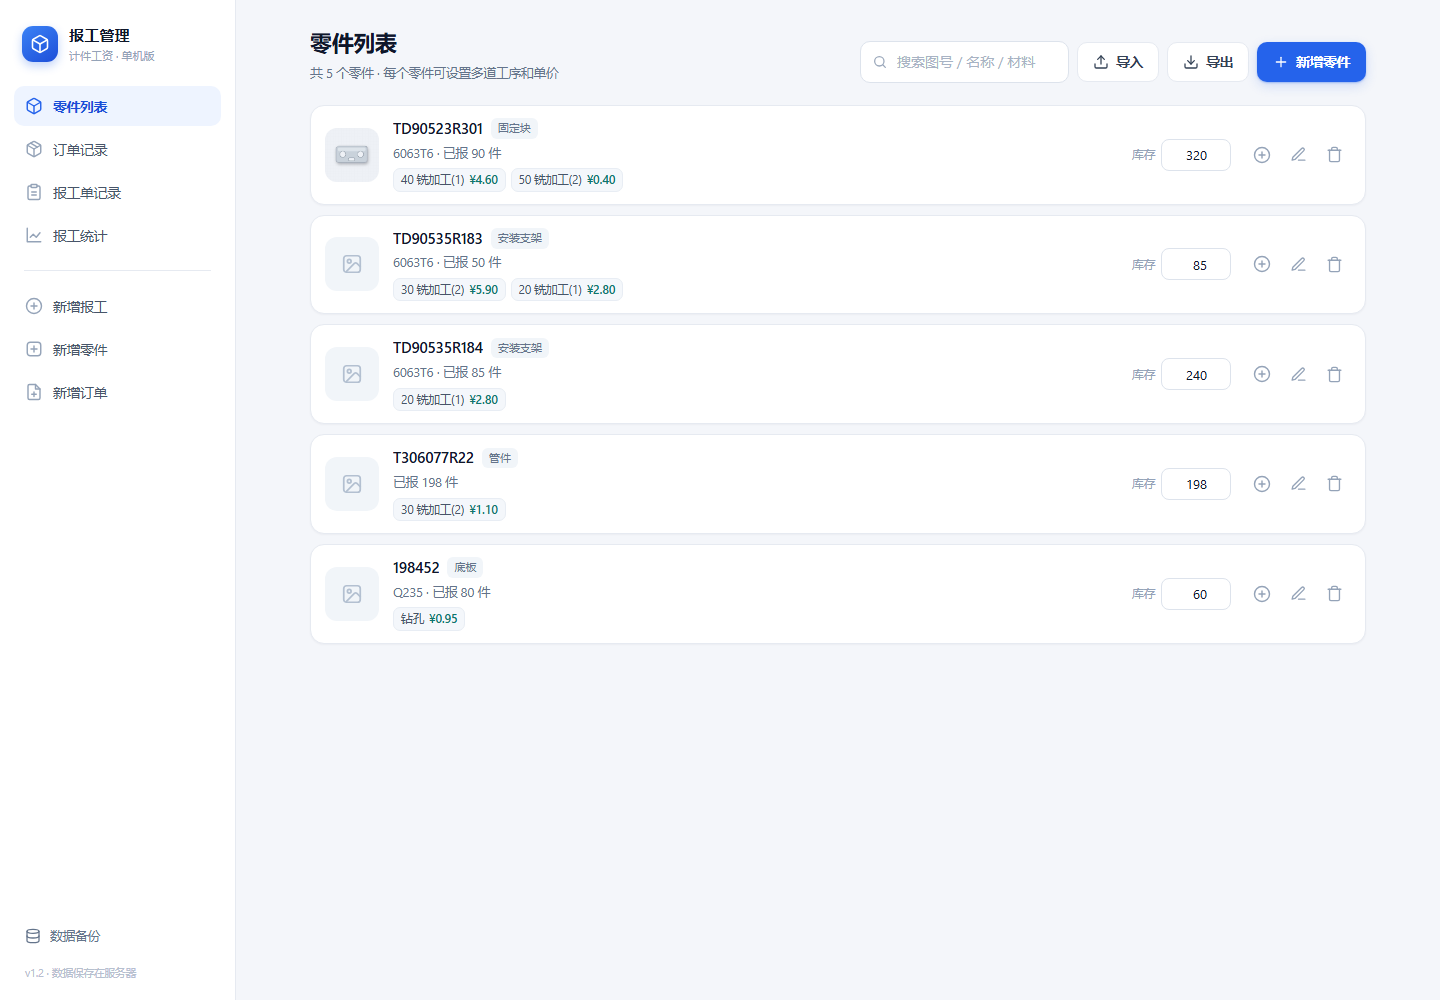 报工管理
计件工资 · 单机版
零件列表
订单记录
报工单记录
报工统计
新增报工
新增零件
新增订单
数据备份
v1.2 · 数据保存在服务器
零件列表
共 5 个零件 · 每个零件可设置多道工序和单价
搜索图号 / 名称 / 材料
导入
导出
新增零件
TD90523R301 固定块
6063T6 · 已报 90 件
40 铣加工(1) ¥4.60 50 铣加工(2) ¥0.40
库存 320
TD90535R183 安装支架
6063T6 · 已报 50 件
30 铣加工(2) ¥5.90 20 铣加工(1) ¥2.80
库存 85
TD90535R184 安装支架
6063T6 · 已报 85 件
20 铣加工(1) ¥2.80
库存 240
T306077R22 管件
已报 198 件
30 铣加工(2) ¥1.10
库存 198
198452 底板
Q235 · 已报 80 件
钻孔 ¥0.95
库存 60